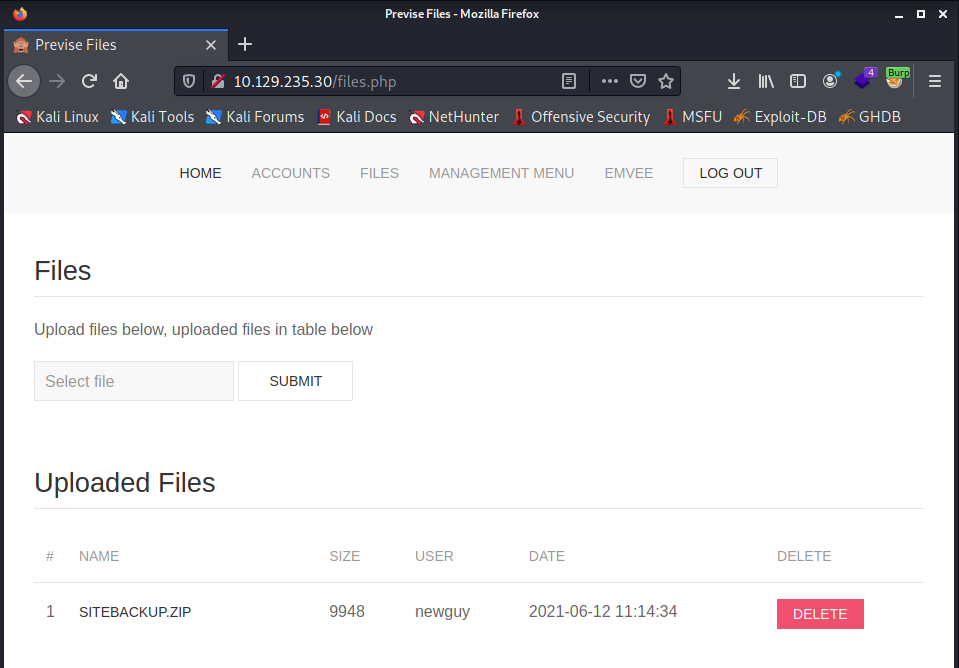 Previse Files - Mozilla Firefox
Previse Files
10.129.235.30/files.php
4
Burp
Kali Linux Kali Tools Kali Forums Kali Docs NetHunter Offensive Security MSFU Exploit-DB GHDB
HOME ACCOUNTS FILES MANAGEMENT MENU EMVEE LOG OUT
Files
Upload files below, uploaded files in table below
Select file SUBMIT
Uploaded Files
# NAME SIZE USER DATE DELETE
1 SITEBACKUP.ZIP 9948 newguy 2021-06-12 11:14:34 DELETE